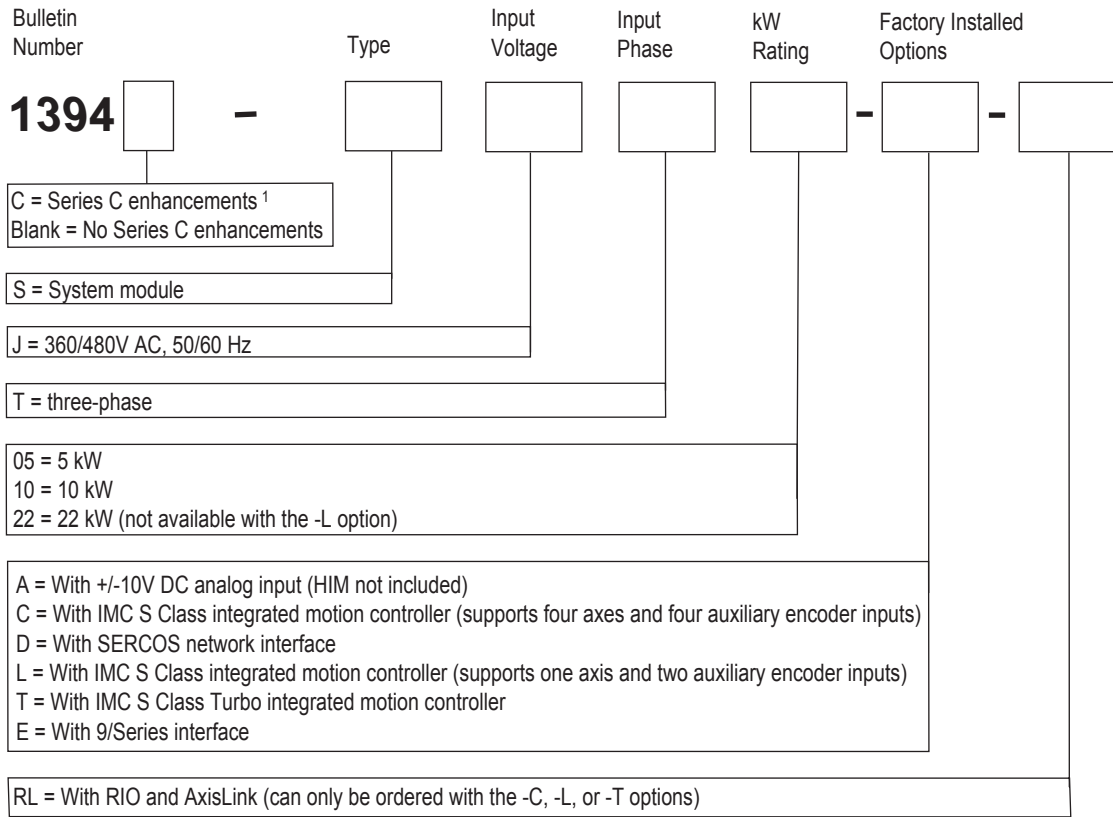 Bulletin
Number
Type
Input
Voltage
Input
Phase
kW
Rating
Factory Installed
Options
1394 - - -
C = Series C enhancements 1
Blank = No Series C enhancements
S = System module
J = 360/480V AC, 50/60 Hz
T = three-phase
05 = 5 kW
10 = 10 kW
22 = 22 kW (not available with the -L option)
A = With +/-10V DC analog input (HIM not included)
C = With IMC S Class integrated motion controller (supports four axes and four auxiliary encoder inputs)
D = With SERCOS network interface
L = With IMC S Class integrated motion controller (supports one axis and two auxiliary encoder inputs)
T = With IMC S Class Turbo integrated motion controller
E = With 9/Series interface
RL = With RIO and AxisLink (can only be ordered with the -C, -L, or -T options)